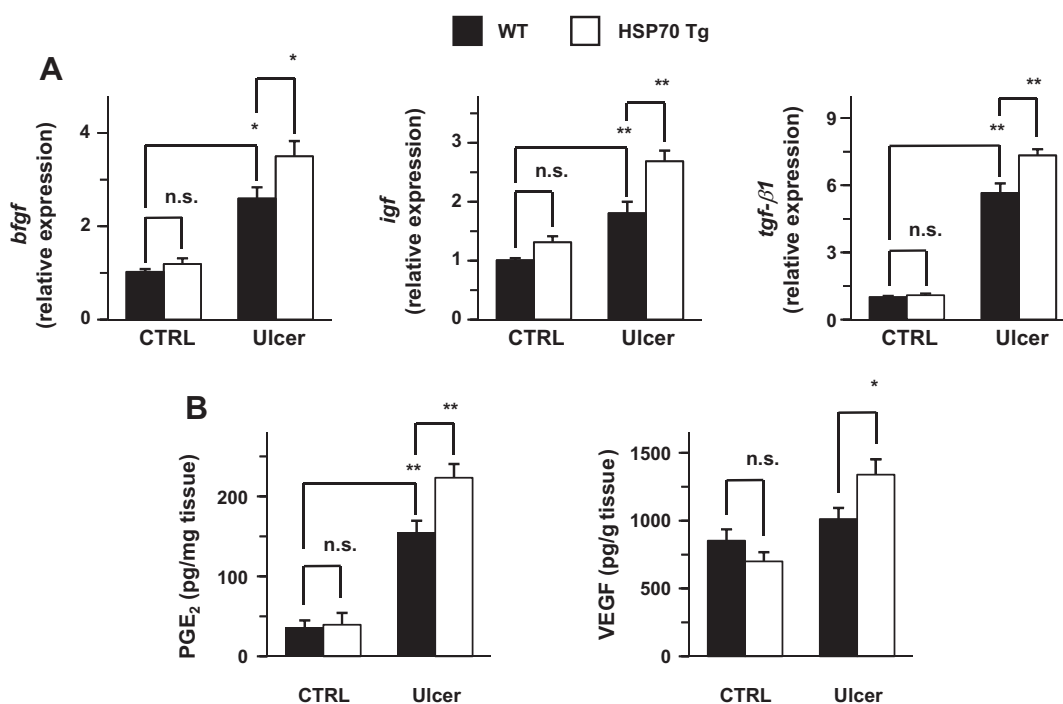 WT
HSP70 Tg
A
bfgf
(relative expression)
4
2
0
n.s.
*
*
CTRL
Ulcer
igf
(relative expression)
3
2
1
0
n.s.
**
**
CTRL
Ulcer
tgf-β1
(relative expression)
9
6
3
0
n.s.
**
**
CTRL
Ulcer
B
PGE2 (pg/mg tissue)
200
100
0
n.s.
**
**
CTRL
Ulcer
VEGF (pg/g tissue)
1500
1000
500
0
n.s.
*
CTRL
Ulcer